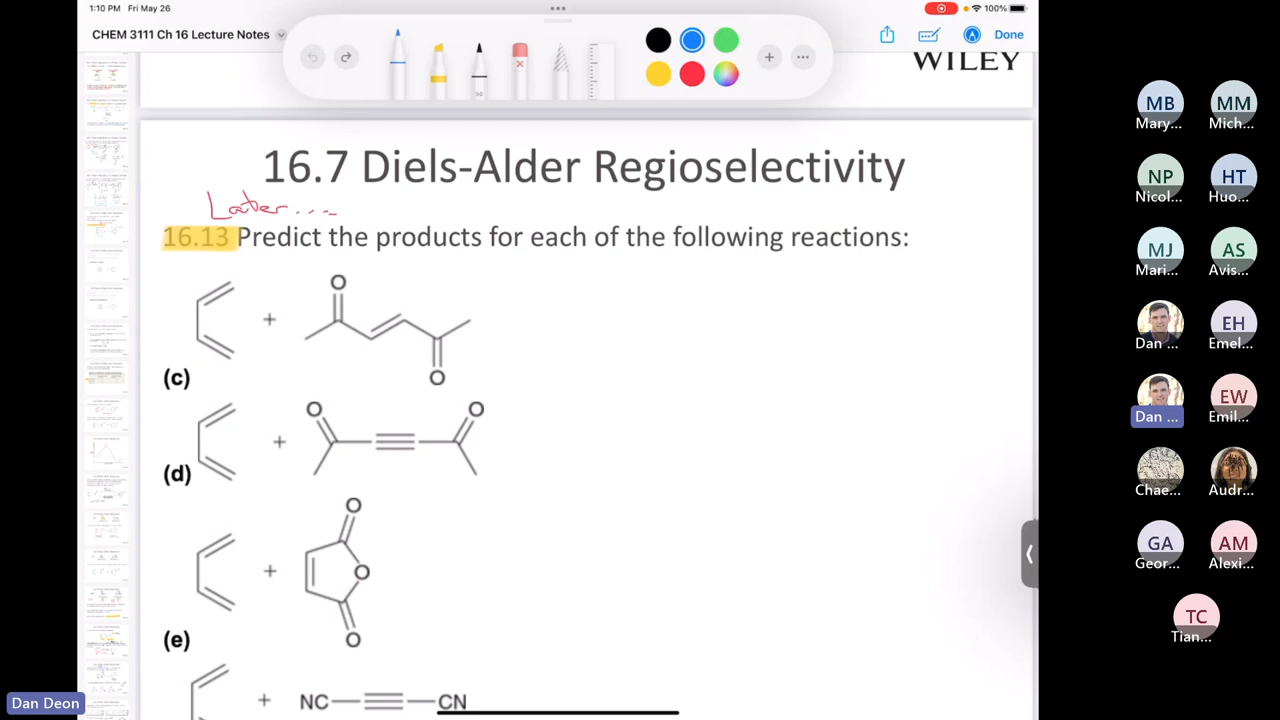 1:10 PM Fri May 26
100%
CHEM 3111 Ch 16 Lecture Notes
Done
50
WILEY
16.7 Diels-Alder Regioselectivity
Later...
16.13 Predict the products for each of the following reactions:
O
+
O
(c)
O
O
+
(d)
O
+
O
O
(e)
+
NC
CN
MB
Mary...
MM
Mich...
NP
Nicol...
HT
Huo...
MJ
Mari...
AS
Avis...
Dan ...
EH
Emel...
Dan ...
EW
Emil...
Chae...
Audr...
GA
Geor...
AM
Alexi...
TC
Tian...
Dan Deon